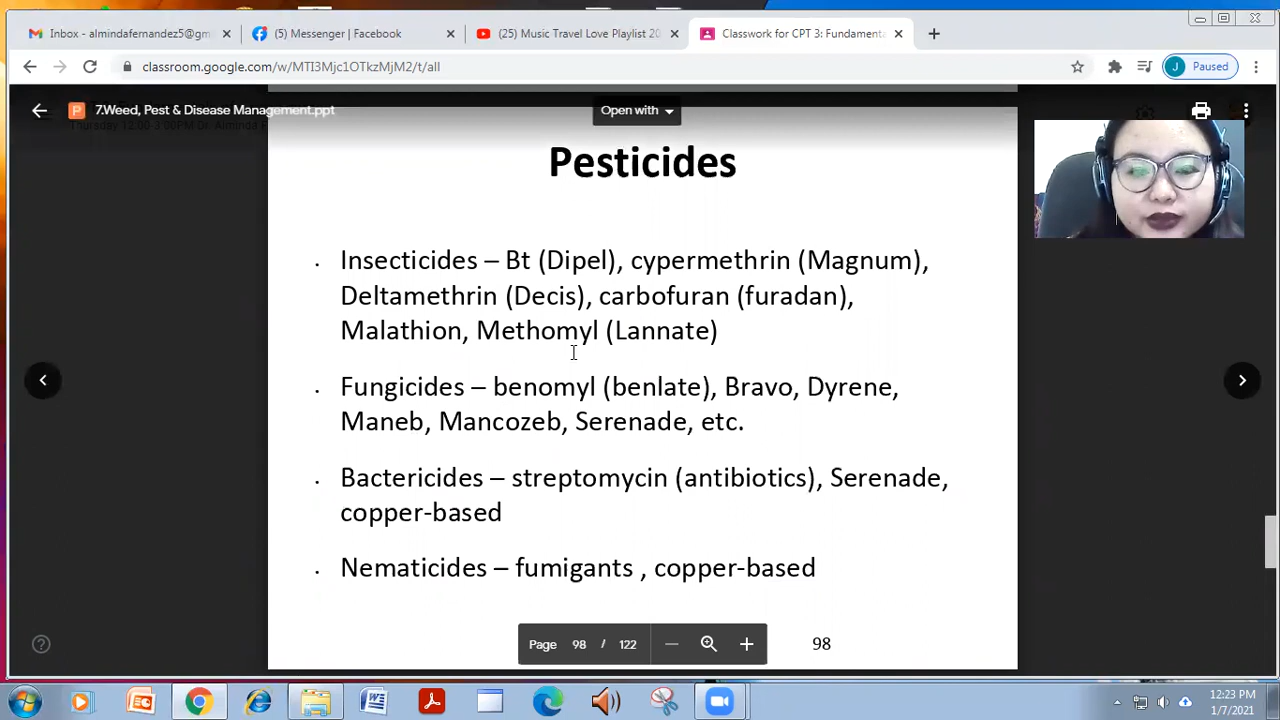 Inbox - almindafernandez5@gm
(5) Messenger | Facebook
(25) Music Travel Love Playlist 20
Classwork for CPT 3: Fundamenta
classroom.google.com/w/MTI3Mjc1OTkzMjM2/t/all
J Paused
7.Weed, Pest & Disease Management.ppt
Open with
Pesticides
Insecticides – Bt (Dipel), cypermethrin (Magnum),
Deltamethrin (Decis), carbofuran (furadan),
Malathion, Methomyl (Lannate)
Fungicides – benomyl (benlate), Bravo, Dyrene,
Maneb, Mancozeb, Serenade, etc.
Bactericides – streptomycin (antibiotics), Serenade,
copper-based
Nematicides – fumigants , copper-based
Page 98 / 122
98
12:23 PM
1/7/2021